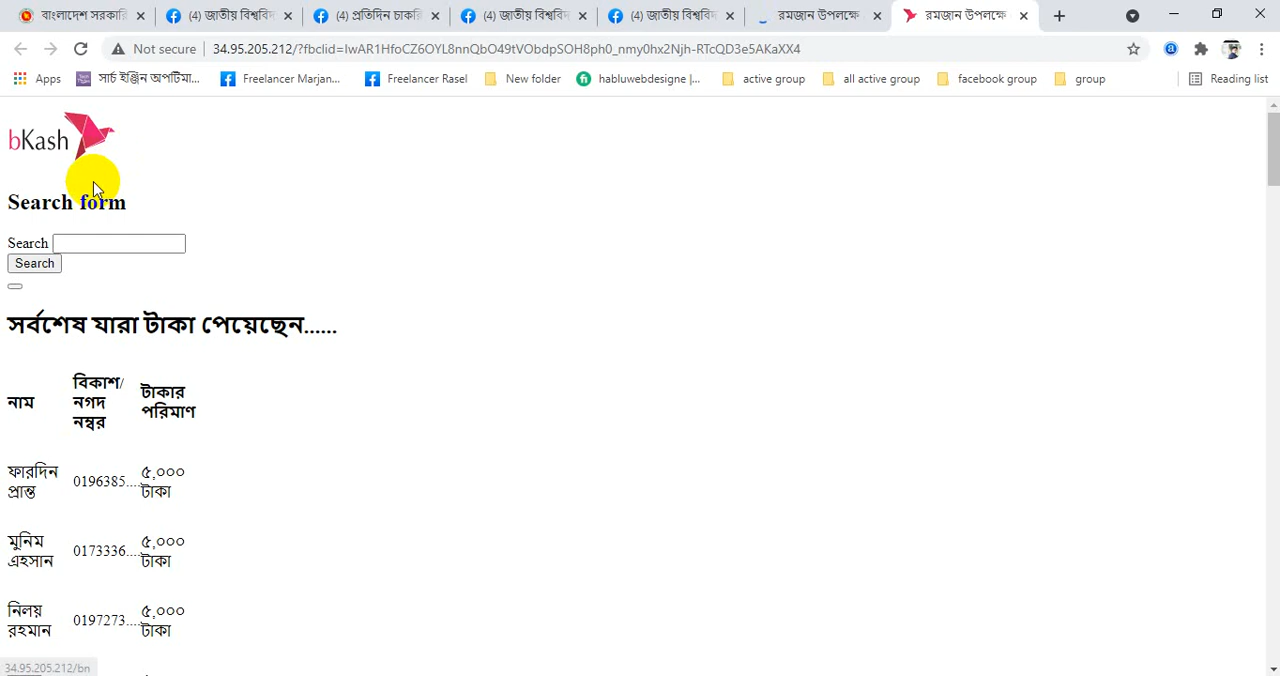 বাংলাদেশ সরকারি
(4) জাতীয় বিশ্ববি
(4) প্রতিদিন চাকরি
(4) জাতীয় বিশ্ববি
(4) জাতীয় বিশ্ববি
রমজান উপলক্ষে
রমজান উপলক্ষে
Not secure
34.95.205.212/?fbclid=IwAR1HfoCZ6OYL8nnQbO49tVObdpSOH8ph0_nmy0hx2Njh-RTcQD3e5AKaXX4
Apps
সার্চ ইঞ্জিন অপটিমা...
Freelancer Marjan...
Freelancer Rasel
New folder
habluwebdesigne |...
active group
all active group
facebook group
group
Reading list
bKash
Search form
Search
Search
সর্বশেষ যারা টাকা পেয়েছেন......
নাম
বিকাশ/
নগদ
নম্বর
টাকার
পরিমাণ
ফারদিন
প্রান্ত
0196385....
৫,০০০
টাকা
মুনিম
এহসান
0173336....
৫,০০০
টাকা
নিলয়
রহমান
0197273....
৫,০০০
টাকা
34.95.205.212/bn